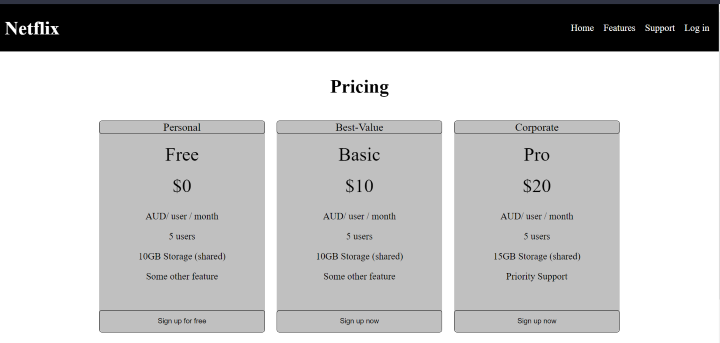 Netflix
Home Features Support Log in
Pricing
Personal
Free
$0
AUD/ user / month
5 users
10GB Storage (shared)
Some other feature
Sign up for free
Best-Value
Basic
$10
AUD/ user / month
5 users
10GB Storage (shared)
Some other feature
Sign up now
Corporate
Pro
$20
AUD/ user / month
5 users
15GB Storage (shared)
Priority Support
Sign up now